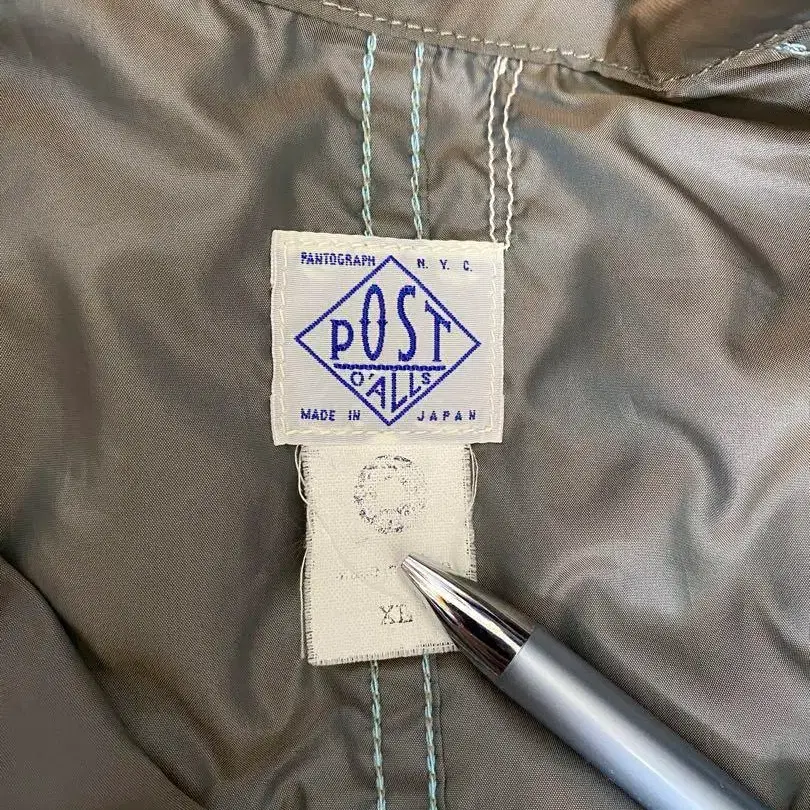 PANTOGRAPH N. Y. C.
POST
O'ALLS
MADE IN JAPAN
XL